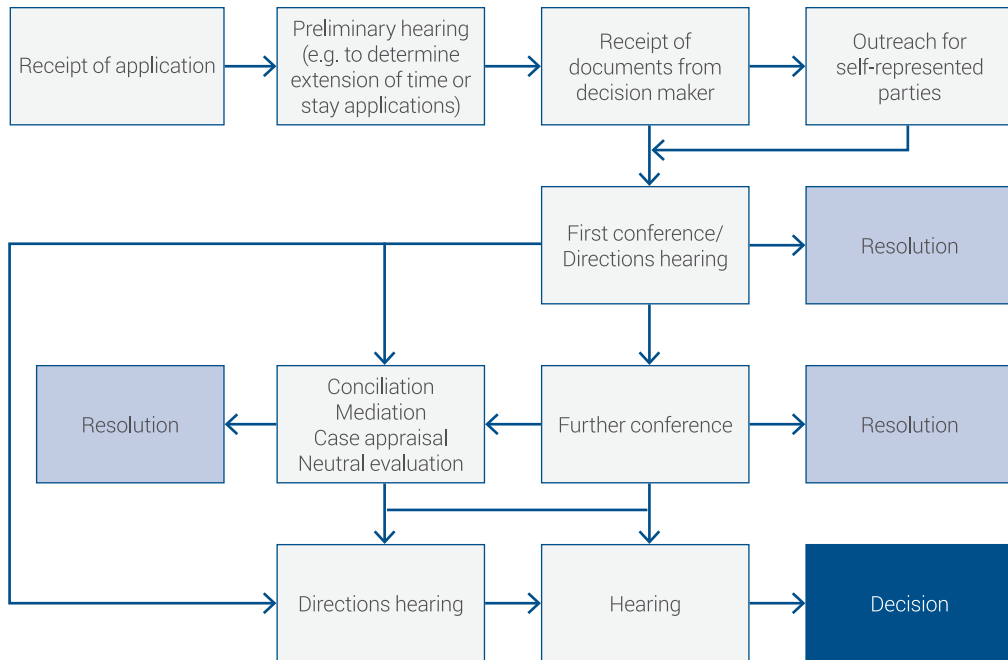 Receipt of application
Preliminary hearing
(e.g. to determine
extension of time or
stay applications)
Receipt of
documents from
decision maker
Outreach for
self-represented
parties
First conference/
Directions hearing
Resolution
Resolution
Conciliation
Mediation
Case appraisal
Neutral evaluation
Further conference
Resolution
Directions hearing
Hearing
Decision